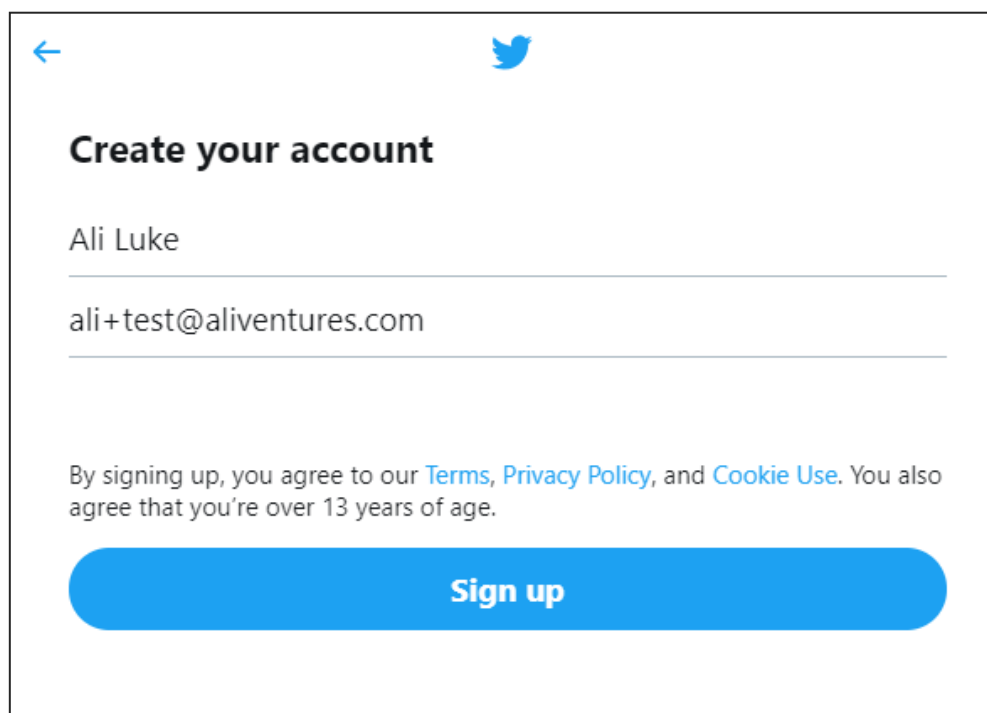 Create your account
Ali Luke
ali+test@aliventures.com
By signing up, you agree to our Terms, Privacy Policy, and Cookie Use. You also
agree that you’re over 13 years of age.
Sign up